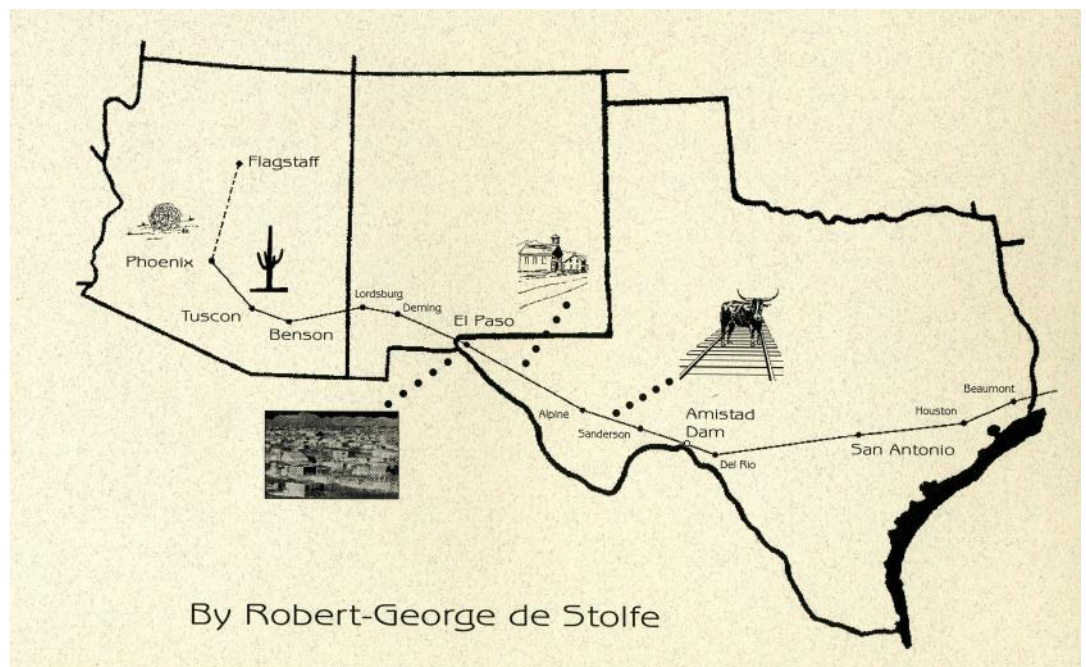 Flagstaff
Phoenix
Tuscon
Benson
Lordsburg
Deming
El Paso
Alpine
Sanderson
Amistad
Dam
Del Rio
San Antonio
Houston
Beaumont
By Robert-George de Stolfe